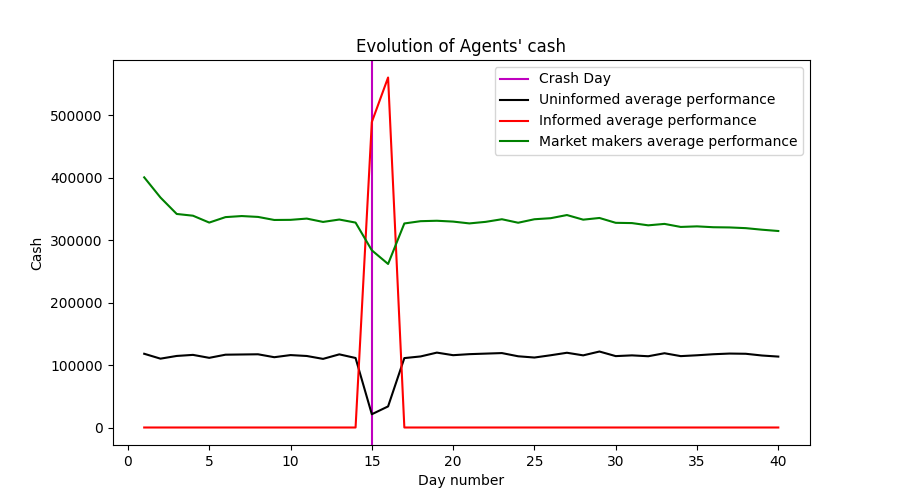 Evolution of Agents' cash
Crash Day
Uninformed average performance
Informed average performance
Market makers average performance
Cash
500000
400000
300000
200000
100000
0
0 5 10 15 20 25 30 35 40
Day number